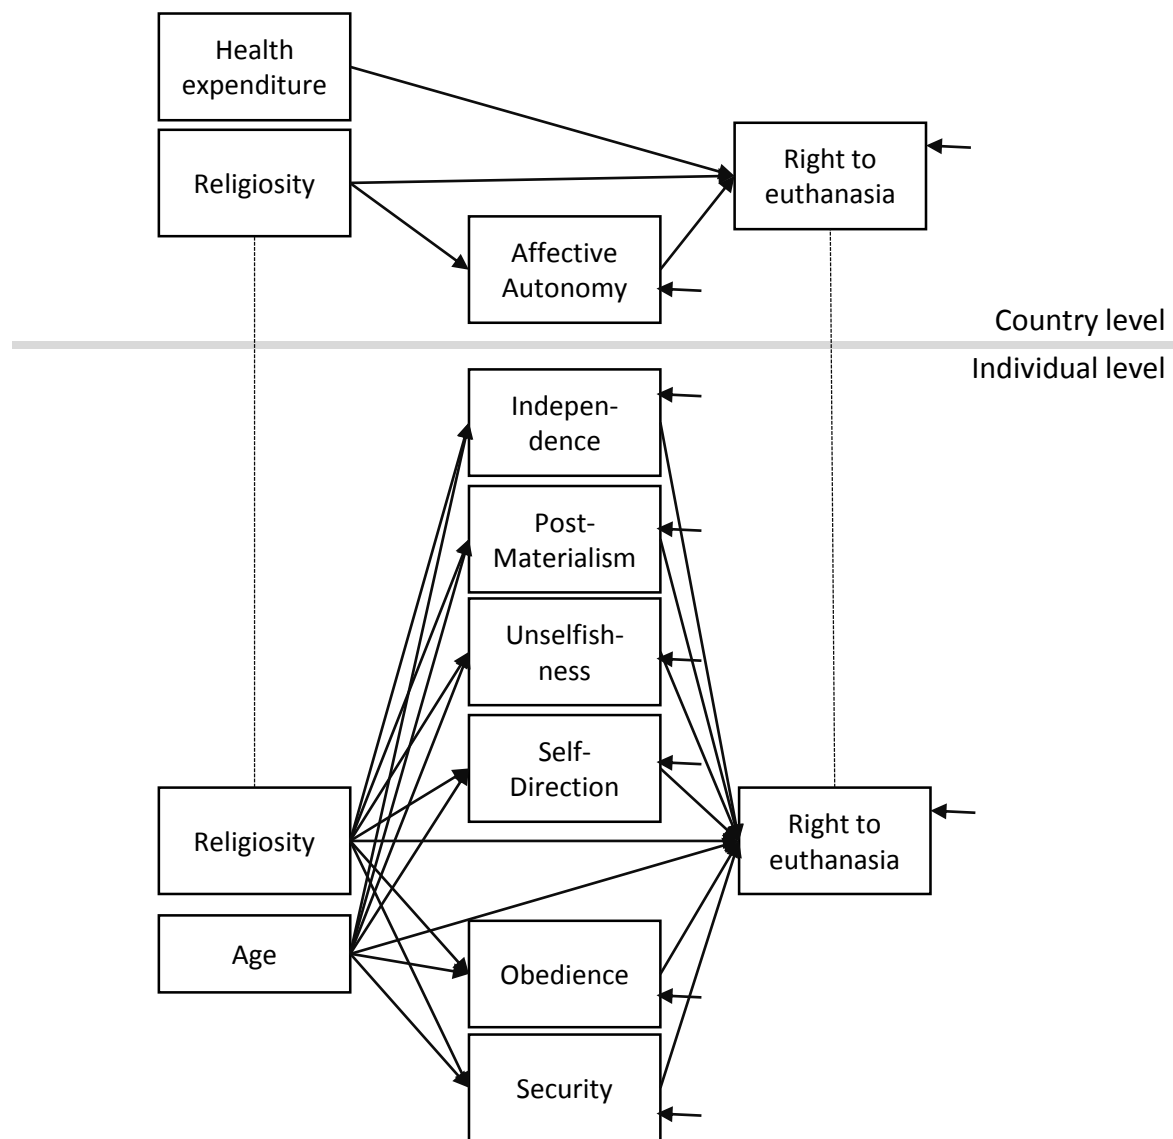 Health
expenditure
Religiosity
Right to
euthanasia
Affective
Autonomy
Country level
Individual level
Indepen-
dence
Post-
Materialism
Unselfish-
ness
Self-
Direction
Religiosity
Right to
euthanasia
Age
Obedience
Security